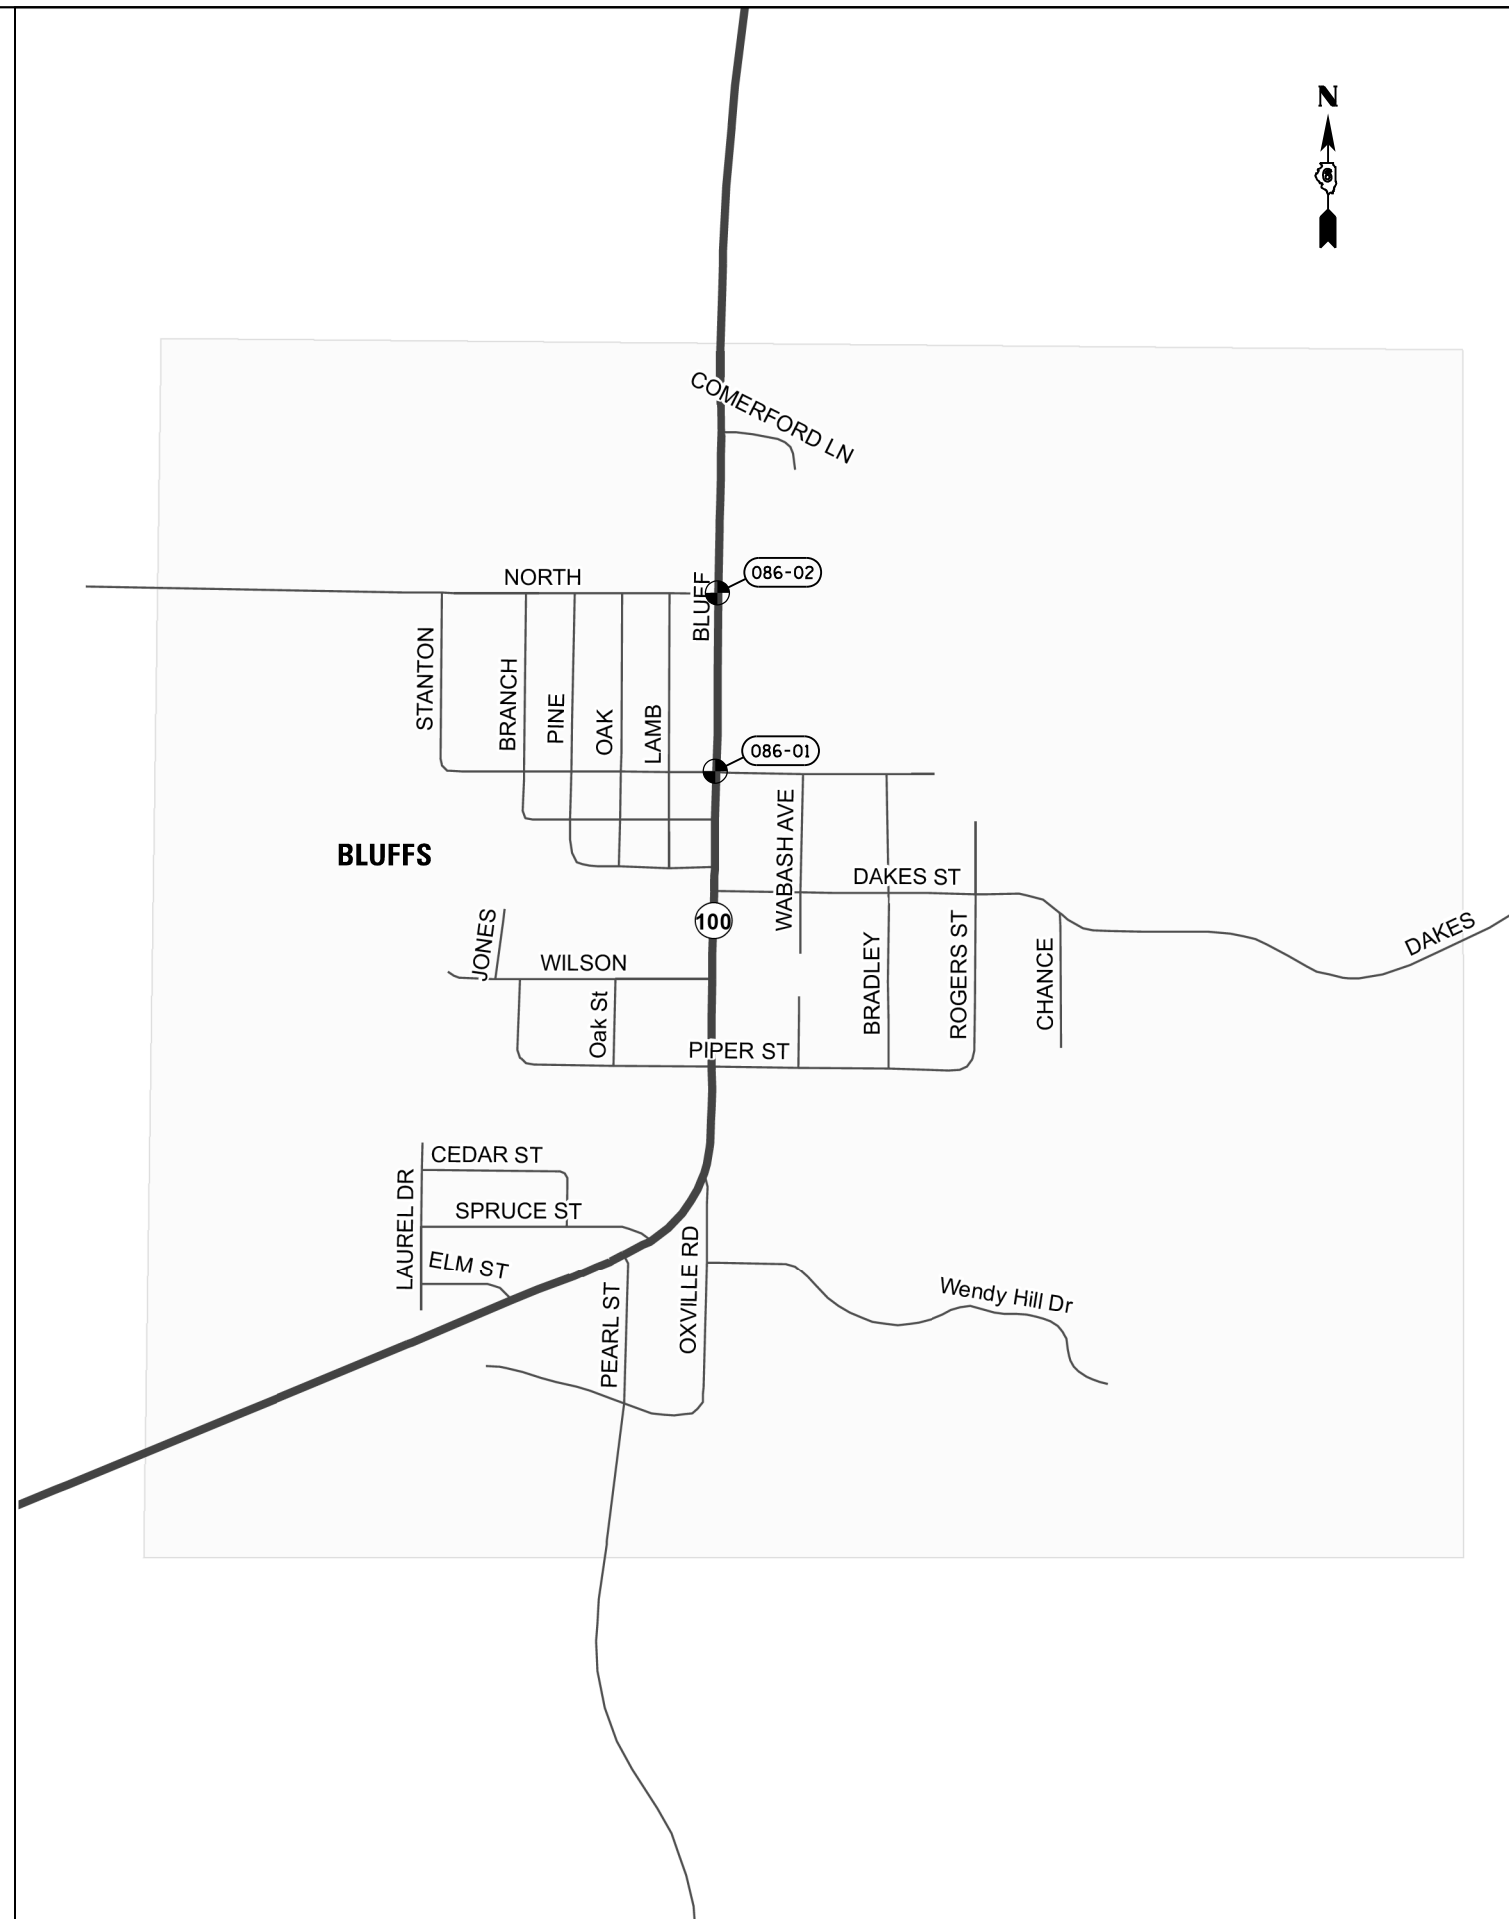 N
6
COMERFORD LN
086-02
NORTH
BLUFF
STANTON
BRANCH
PINE
OAK
LAMB
086-01
WABASH AVE
BLUFFS
DAKES ST
100
JONES
WILSON
Oak St
BRADLEY
ROGERS ST
CHANCE
DAKES
PIPER ST
CEDAR ST
LAUREL DR
SPRUCE ST
ELM ST
PEARL ST
OXVILLE RD
Wendy Hill Dr